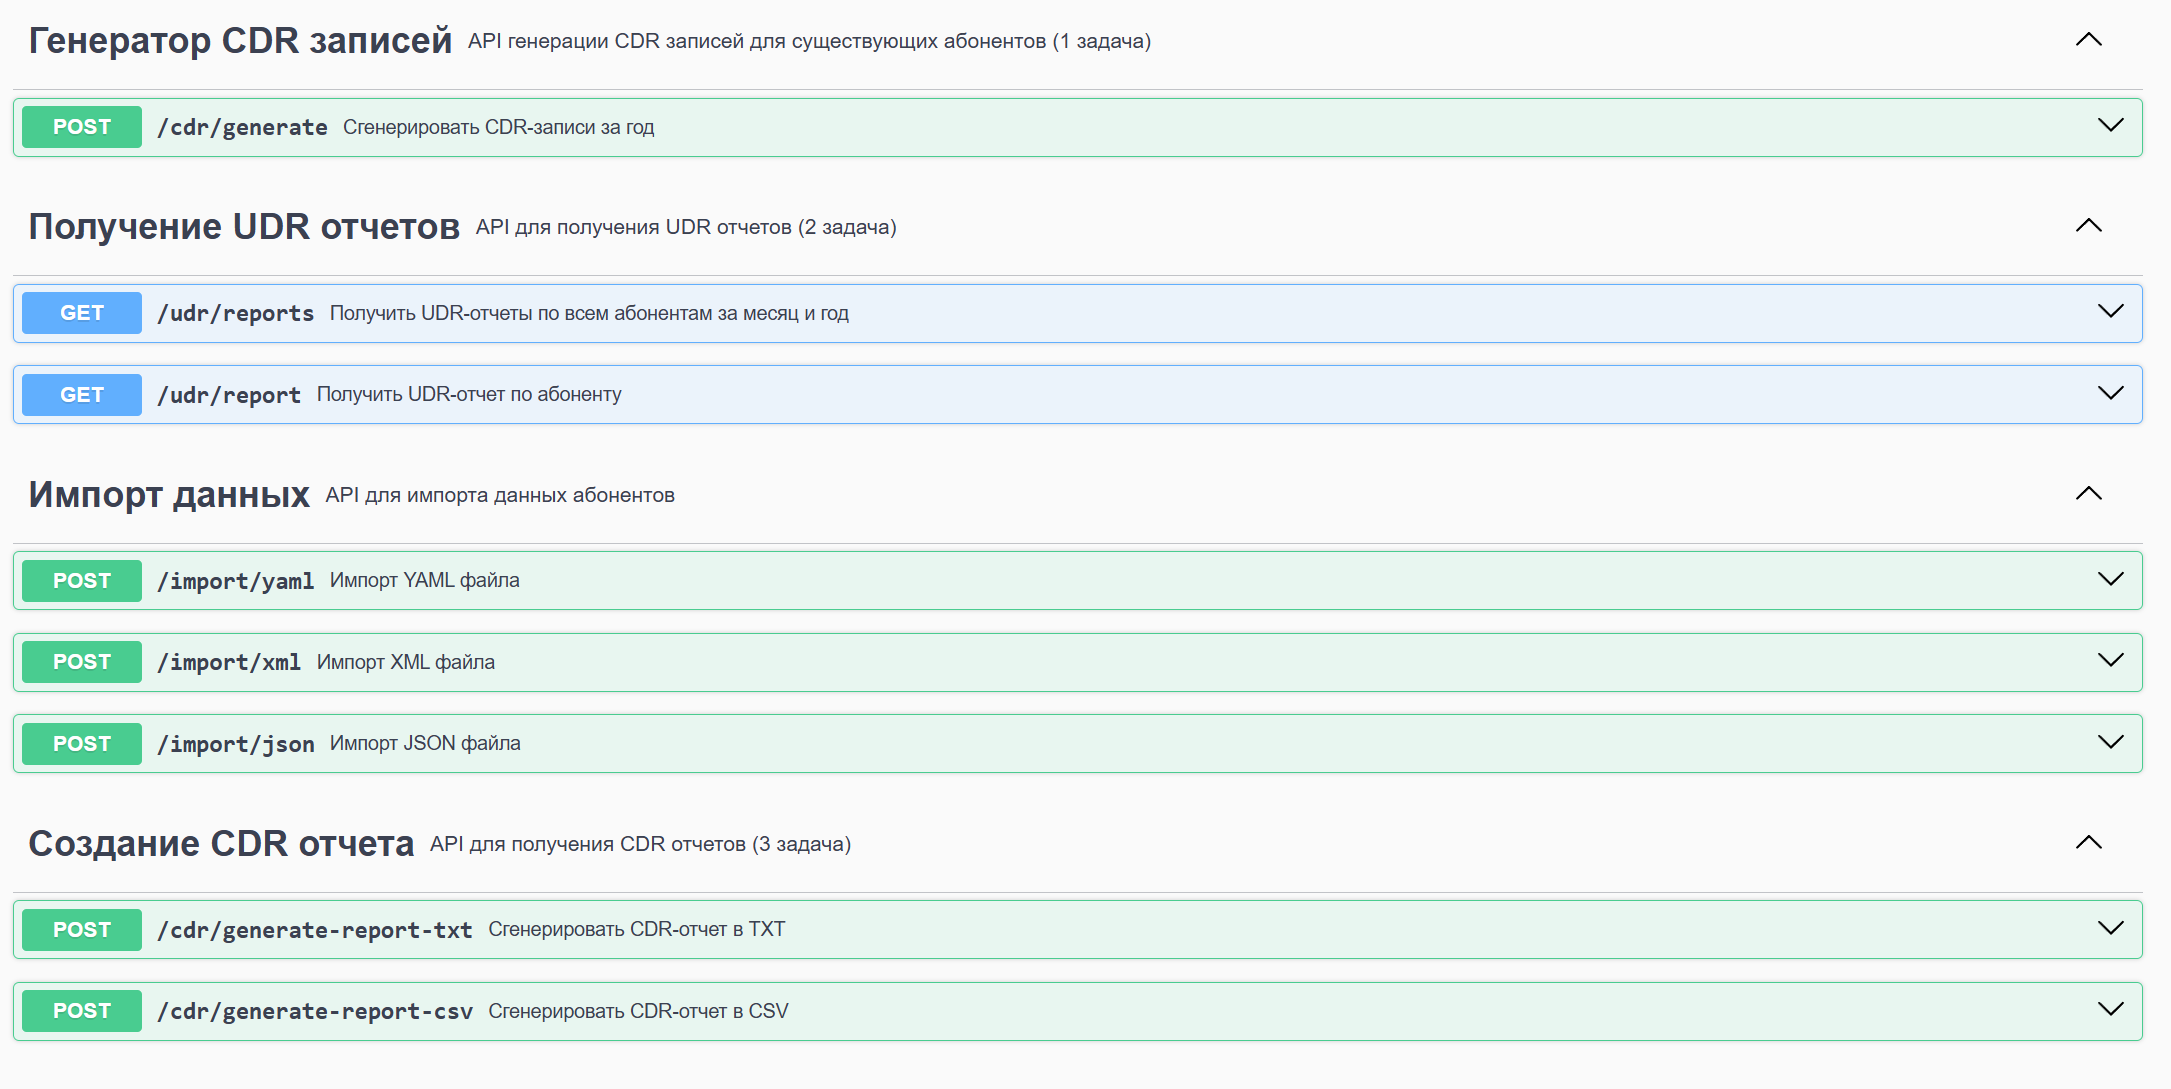 Генератор CDR записей API генерации CDR записей для существующих абонентов (1 задача)
POST /cdr/generate Сгенерировать CDR-записи за год
Получение UDR отчетов API для получения UDR отчетов (2 задача)
GET /udr/reports Получить UDR-отчеты по всем абонентам за месяц и год
GET /udr/report Получить UDR-отчет по абоненту
Импорт данных API для импорта данных абонентов
POST /import/yaml Импорт YAML файла
POST /import/xml Импорт XML файла
POST /import/json Импорт JSON файла
Создание CDR отчета API для получения CDR отчетов (3 задача)
POST /cdr/generate-report-txt Сгенерировать CDR-отчет в TXT
POST /cdr/generate-report-csv Сгенерировать CDR-отчет в CSV